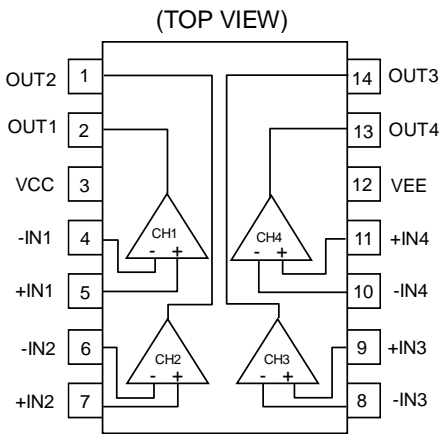 (TOP VIEW)
OUT2 1 14 OUT3
OUT1 2 13 OUT4
VCC 3 12 VEE
-IN1 4 CH1 - + CH4 - + 11 +IN4
+IN1 5 10 -IN4
-IN2 6 CH2 - + CH3 - + 9 +IN3
+IN2 7 8 -IN3